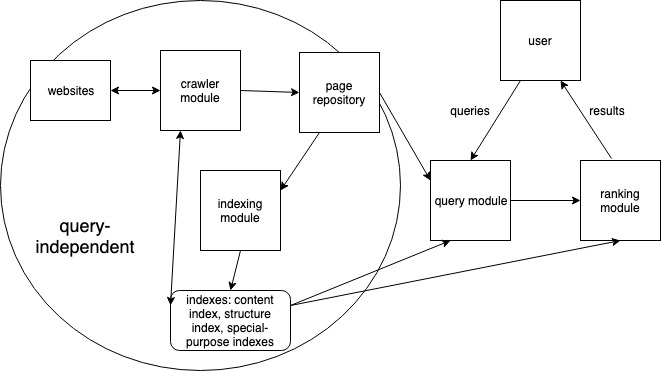 user
websites
crawler
module
page
repository
queries
results
indexing
module
query module
ranking
module
query-
independent
indexes: content
index, structure
index, special-
purpose indexes